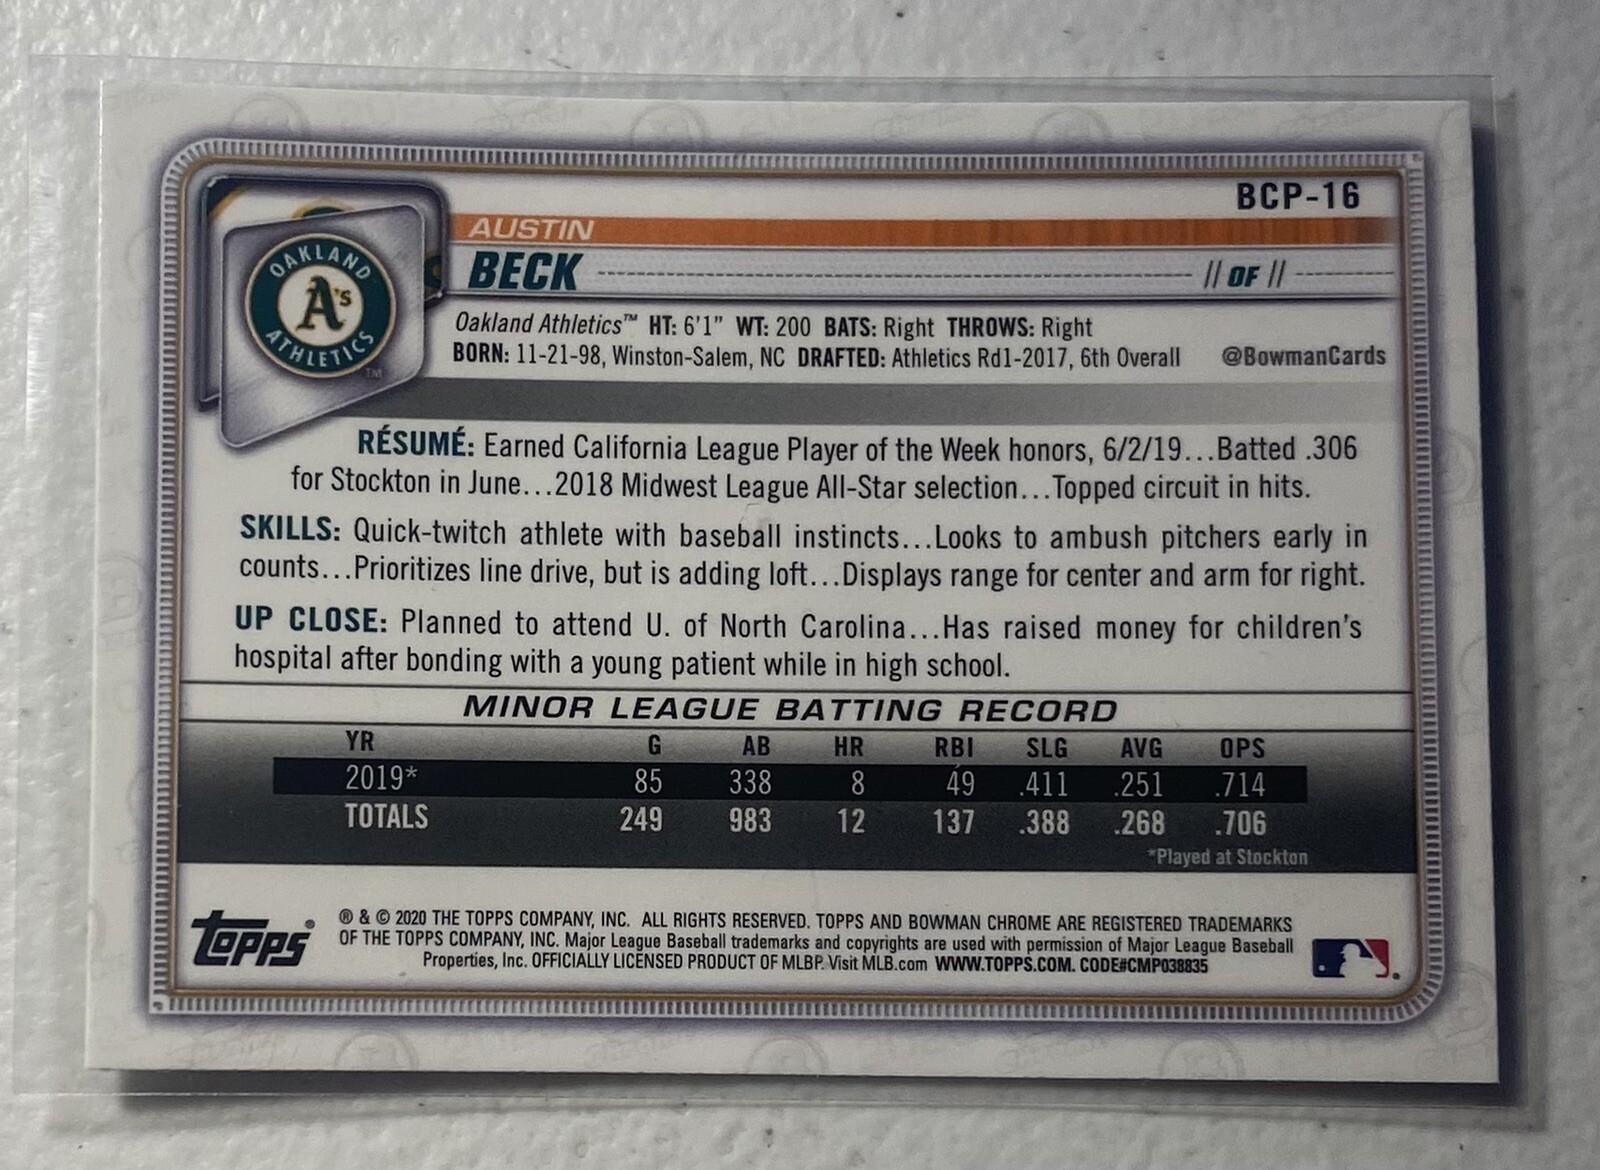 BCP-16
AUSTIN
BECK // OF //
OAKLAND
A's
ATHLETICS
TM
Oakland Athletics™ HT: 6'1" WT: 200 BATS: Right THROWS: Right
BORN: 11-21-98, Winston-Salem, NC DRAFTED: Athletics Rd1-2017, 6th Overall @BowmanCards
RÉSUMÉ: Earned California League Player of the Week honors, 6/2/19...Batted .306
for Stockton in June...2018 Midwest League All-Star selection...Topped circuit in hits.
SKILLS: Quick-twitch athlete with baseball instincts...Looks to ambush pitchers early in
counts...Prioritizes line drive, but is adding loft...Displays range for center and arm for right.
UP CLOSE: Planned to attend U. of North Carolina...Has raised money for children's
hospital after bonding with a young patient while in high school.
MINOR LEAGUE BATTING RECORD
YR G AB HR RBI SLG AVG OPS
2019* 85 338 8 49 .411 .251 .714
TOTALS 249 983 12 137 .388 .268 .706
*Played at Stockton
topps®
® & © 2020 THE TOPPS COMPANY, INC. ALL RIGHTS RESERVED. TOPPS AND BOWMAN CHROME ARE REGISTERED TRADEMARKS
OF THE TOPPS COMPANY, INC. Major League Baseball trademarks and copyrights are used with permission of Major League Baseball
Properties, Inc. OFFICIALLY LICENSED PRODUCT OF MLBP. Visit MLB.com WWW.TOPPS.COM. CODE#CMP038835